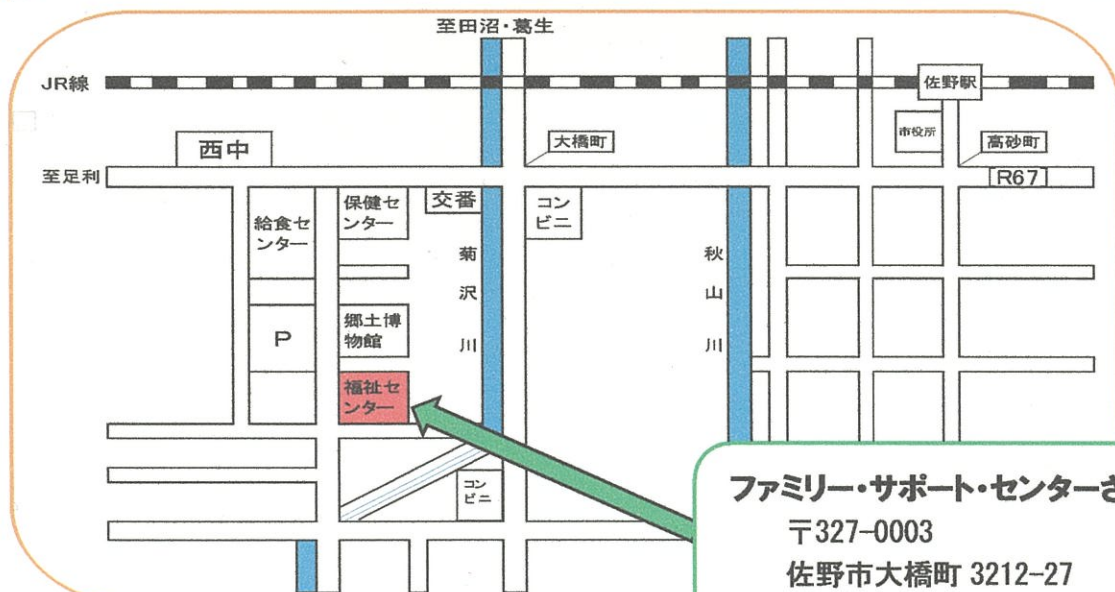 至田沼・葛生
JR線
佐野駅
市役所
高砂町
大橋町
西中
至足利
R67
給食セ
ンター
保健セ
ンター
交番
コン
ビニ
菊沢川
秋山川
P
郷土博
物館
福祉セ
ンター
コン
ビニ
ファミリー・サポート・センターさ
〒327-0003
佐野市大橋町 3212-27